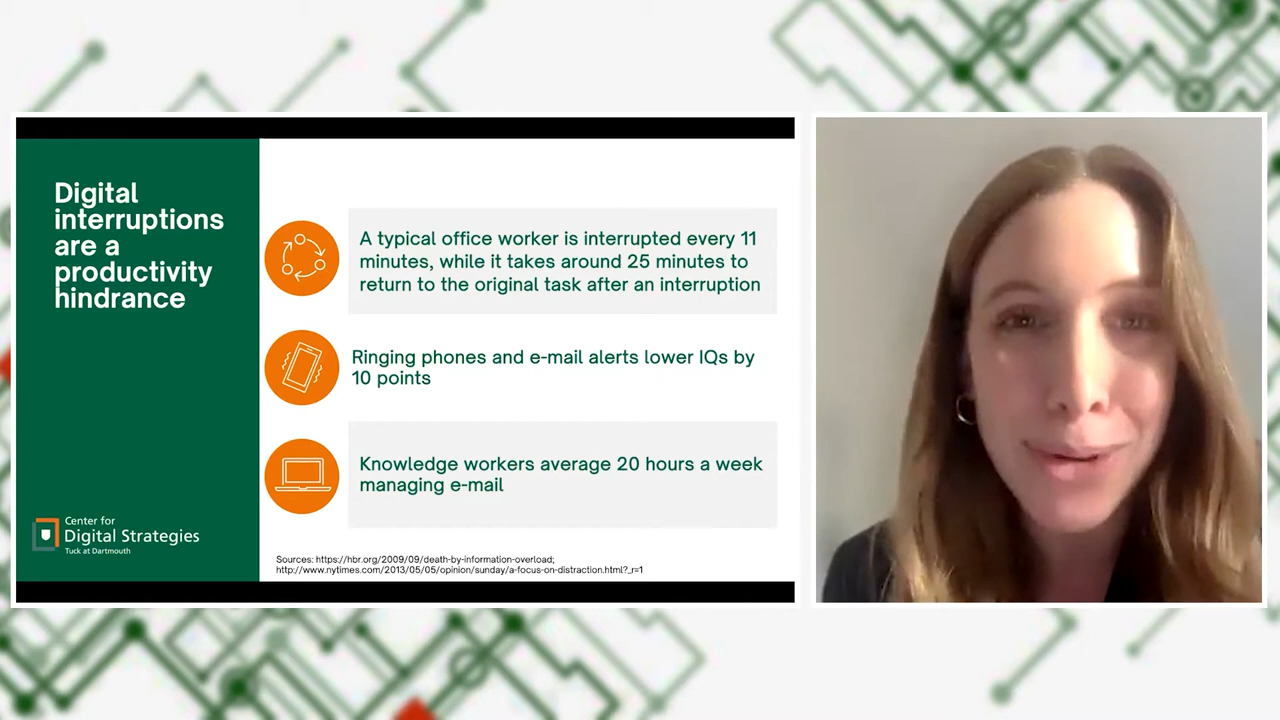 Digital
interruptions
are a
productivity
hindrance
A typical office worker is interrupted every 11
minutes, while it takes around 25 minutes to
return to the original task after an interruption
Ringing phones and e-mail alerts lower IQs by
10 points
Knowledge workers average 20 hours a week
managing e-mail
Center for
Digital Strategies
Tuck at Dartmouth
Sources: https://hbr.org/2009/09/death-by-information-overload;
http://www.nytimes.com/2013/05/05/opinion/sunday/a-focus-on-distraction.html?_r=1